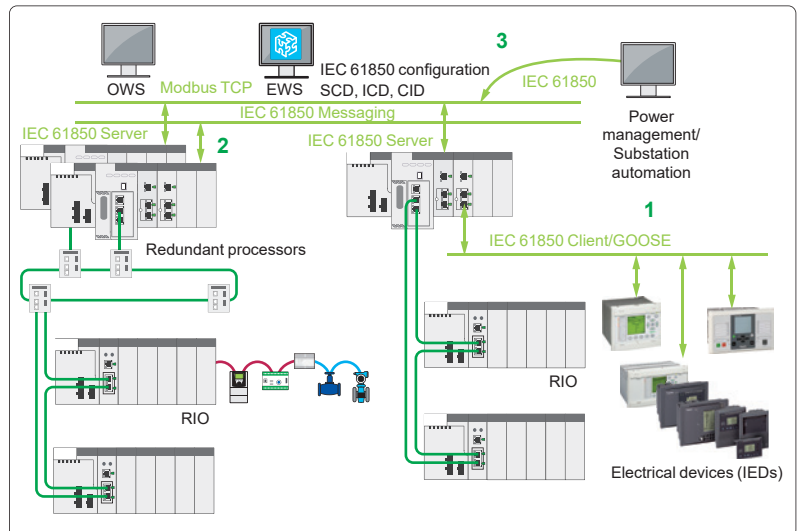 3
OWS
EWS
Modbus TCP
IEC 61850 configuration
SCD, ICD, CID
IEC 61850
IEC 61850 Messaging
Power
management/
Substation
automation
IEC 61850 Server
2
IEC 61850 Server
1
Redundant processors
IEC 61850 Client/GOOSE
RIO
RIO
Electrical devices (IEDs)